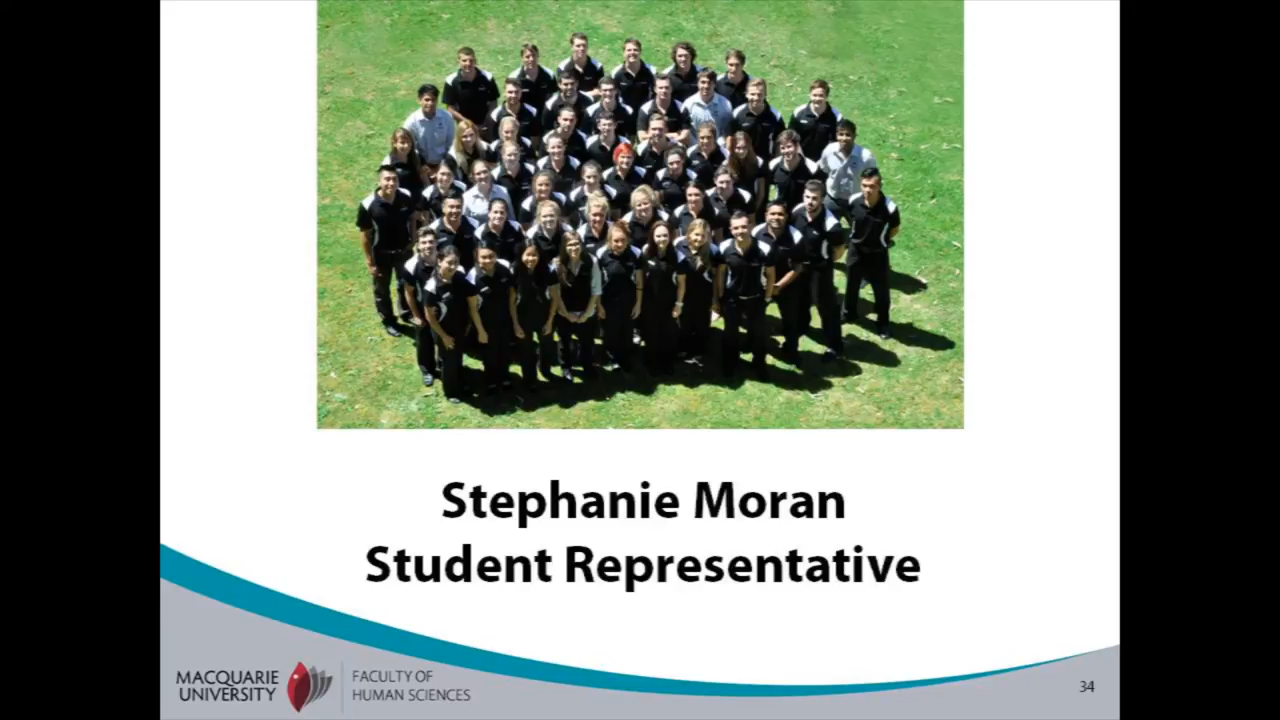 Stephanie Moran
Student Representative
MACQUARIE
UNIVERSITY
FACULTY OF
HUMAN SCIENCES
34